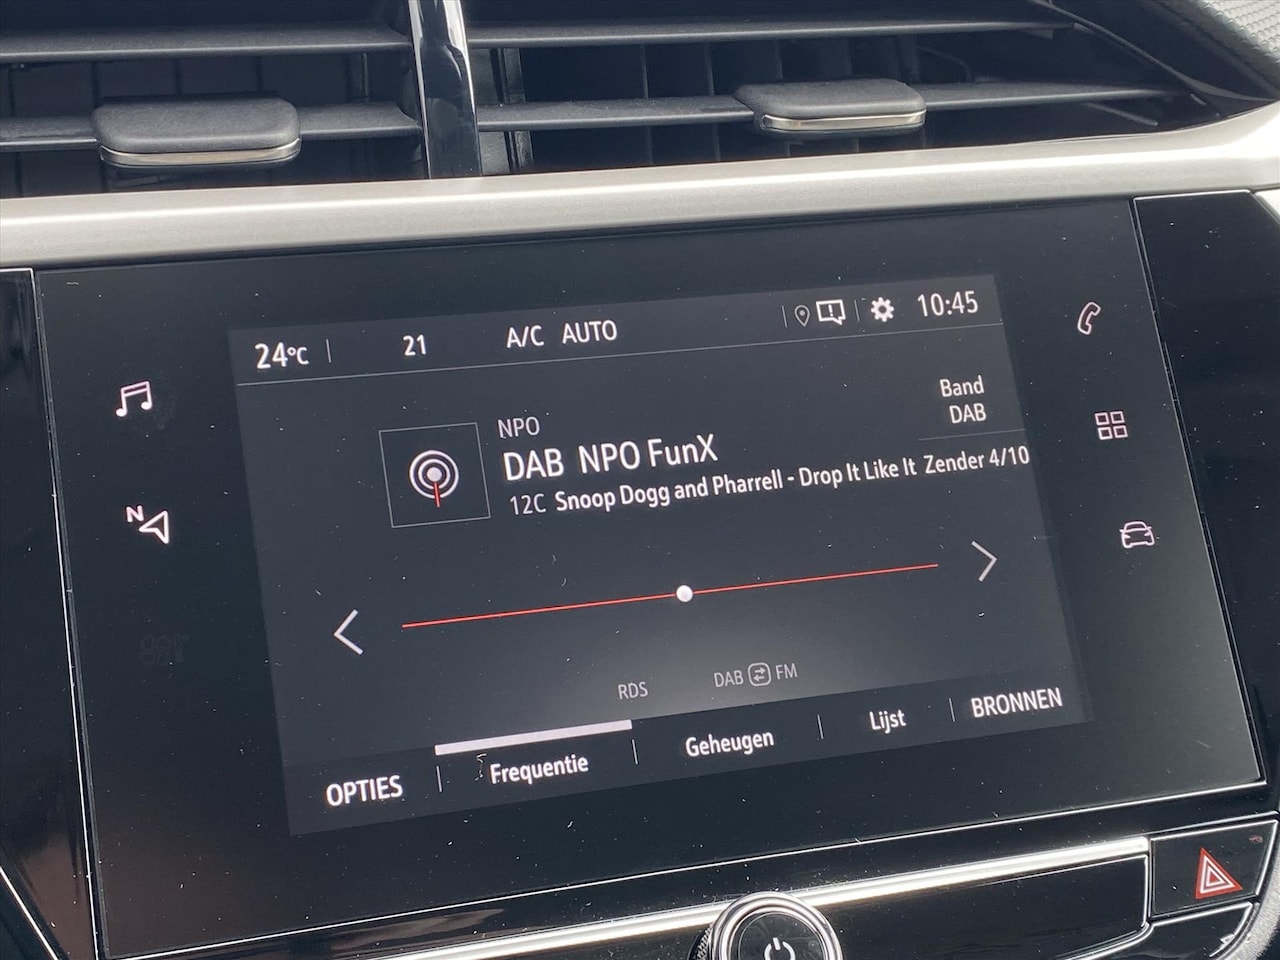 24°C 21 A/C AUTO 10:45
Band
DAB
NPO
DAB NPO FunX
12C Snoop Dogg and Pharrell - Drop It Like It Zender 4/10
N
RDS DAB FM
OPTIES Frequentie Geheugen Lijst BRONNEN